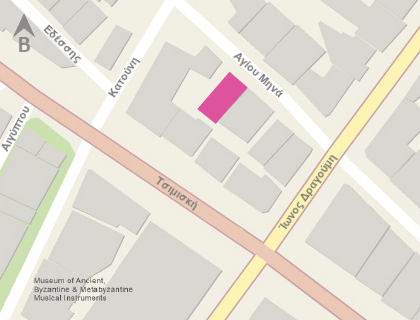 Εδέσσης
Β
Κατούνη
Αγίου Μηνά
Αιγύπτου
Τσιμισκή
Ίωνος Δραγούμη
Museum of Ancient,
Byzantine & Metabyzantine
Musical Instruments